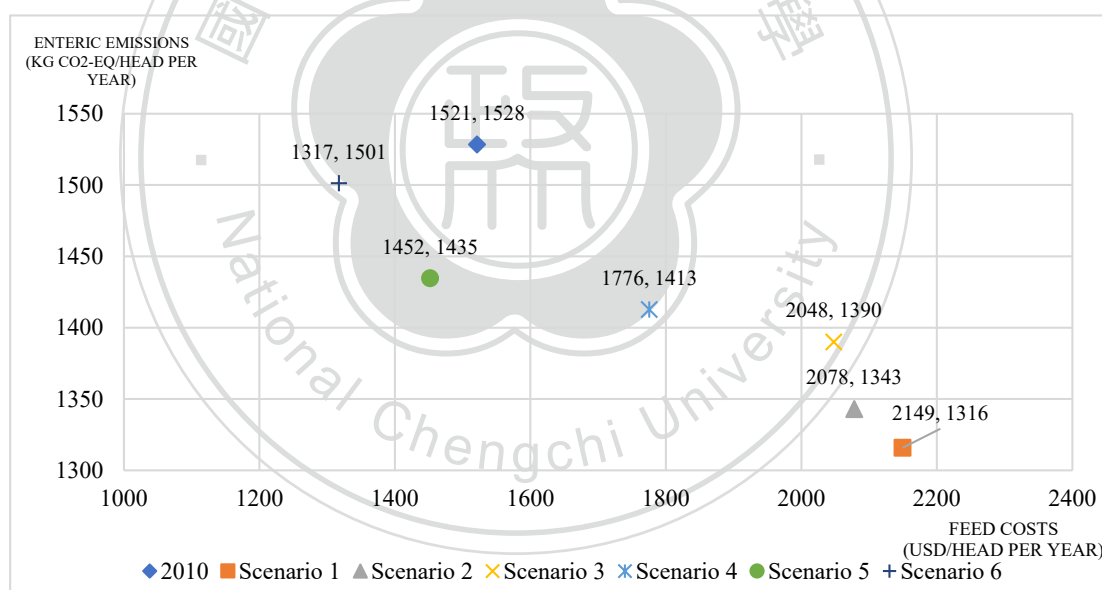 ENTERIC EMISSIONS
(KG CO2-EQ/HEAD PER
YEAR)
1550
1500
1450
1400
1350
1300
1521, 1528
1317, 1501
1452, 1435
1776, 1413
2048, 1390
2078, 1343
2149, 1316
1000 1200 1400 1600 1800 2000 2200 2400
FEED COSTS
(USD/HEAD PER YEAR)
2010 Scenario 1 Scenario 2 Scenario 3 Scenario 4 Scenario 5 Scenario 6
國 學
National Chengchi University